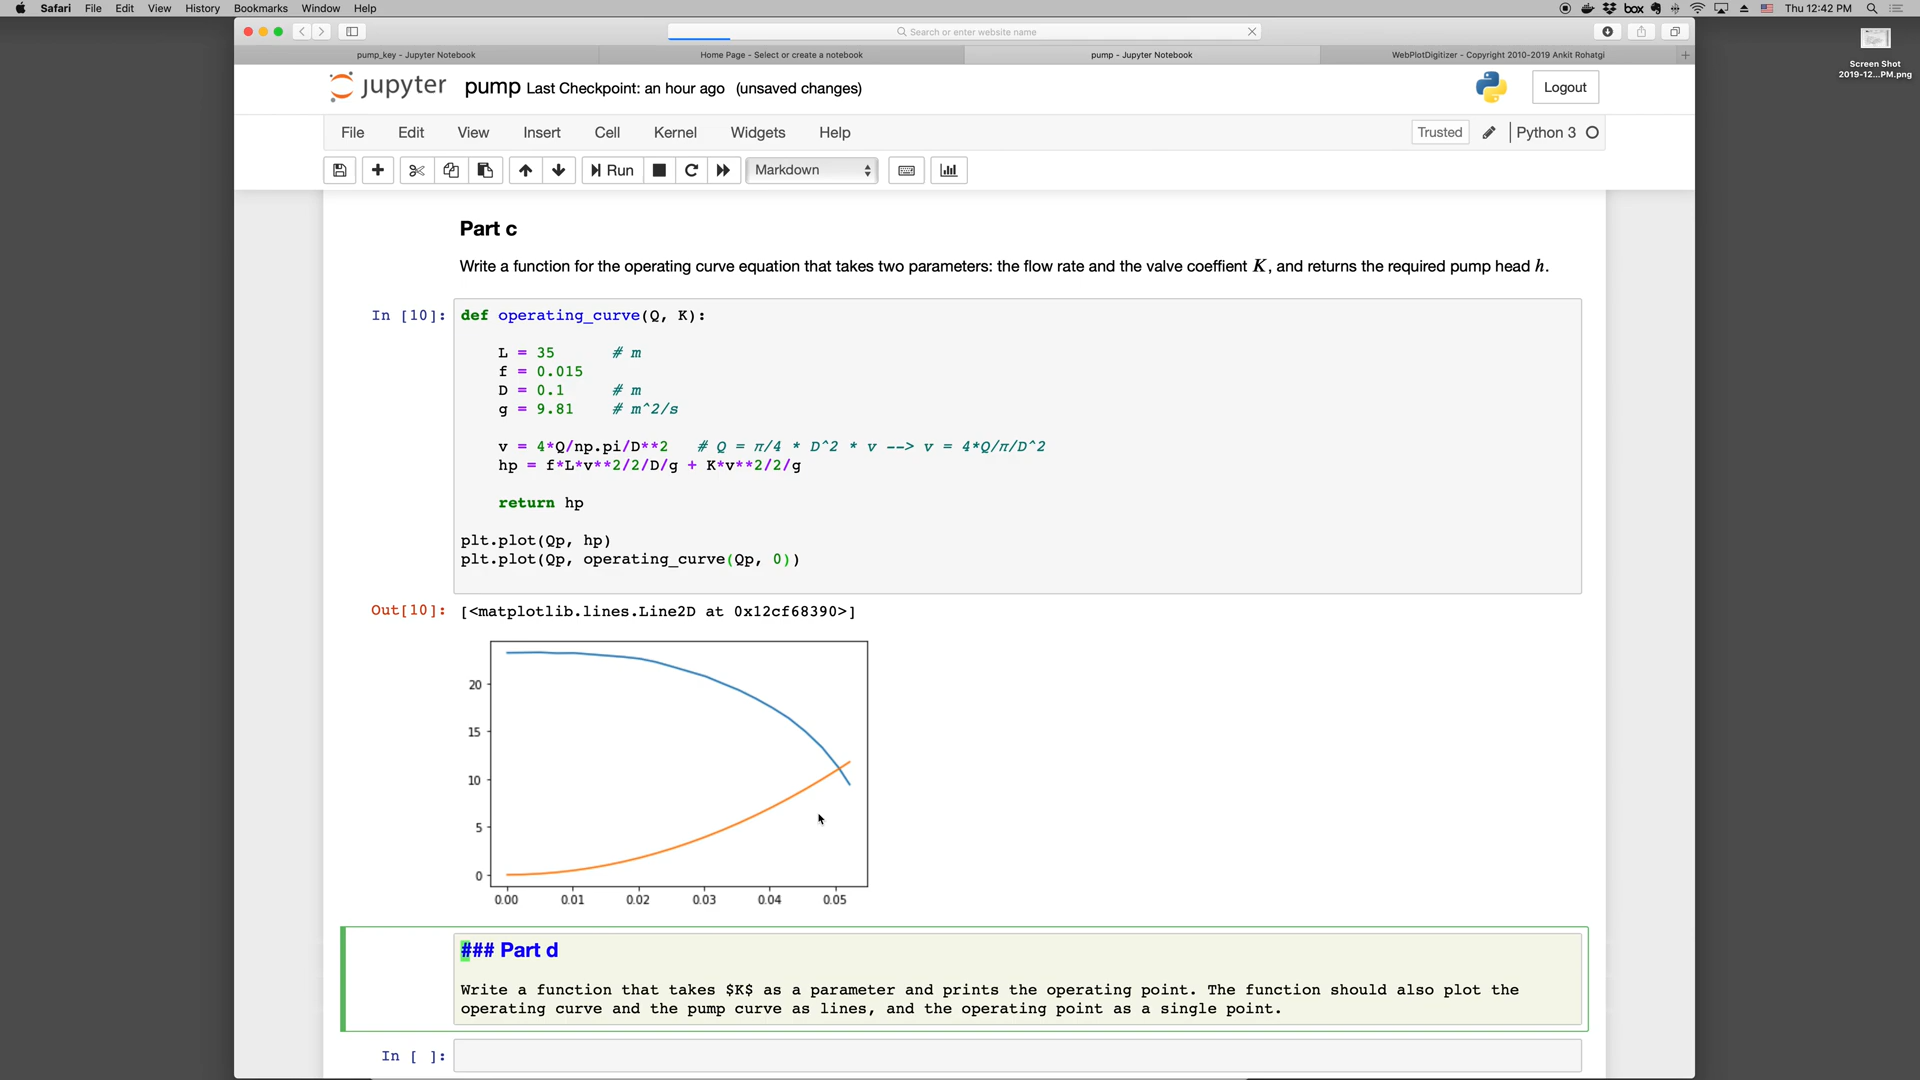 Safari File Edit View History Bookmarks Window Help
box Thu 12:42 PM
Search or enter website name
pump_key - Jupyter Notebook
Home Page - Select or create a notebook
pump - Jupyter Notebook
WebPlotDigitizer - Copyright 2010-2019 Ankit Rohatgi
Screen Shot
2019-12...PM.png
jupyter pump Last Checkpoint: an hour ago (unsaved changes)
Logout
File Edit View Insert Cell Kernel Widgets Help
Trusted
Python 3
Run
Markdown
Part c
Write a function for the operating curve equation that takes two parameters: the flow rate and the valve coeffient K, and returns the required pump head h.
In [10]:
def operating_curve(Q, K):
L = 35 # m
f = 0.015
D = 0.1 # m
g = 9.81 # m^2/s
v = 4*Q/np.pi/D**2 # Q = π/4 * D^2 * v --> v = 4*Q/π/D^2
hp = f*L*v**2/2/D/g + K*v**2/2/g
return hp
plt.plot(Qp, hp)
plt.plot(Qp, operating_curve(Qp, 0))
Out[10]:
[<matplotlib.lines.Line2D at 0x12cf68390>]
20
15
10
5
0
0.00 0.01 0.02 0.03 0.04 0.05
### Part d
Write a function that takes $K$ as a parameter and prints the operating point. The function should also plot the
operating curve and the pump curve as lines, and the operating point as a single point.
In [ ]: